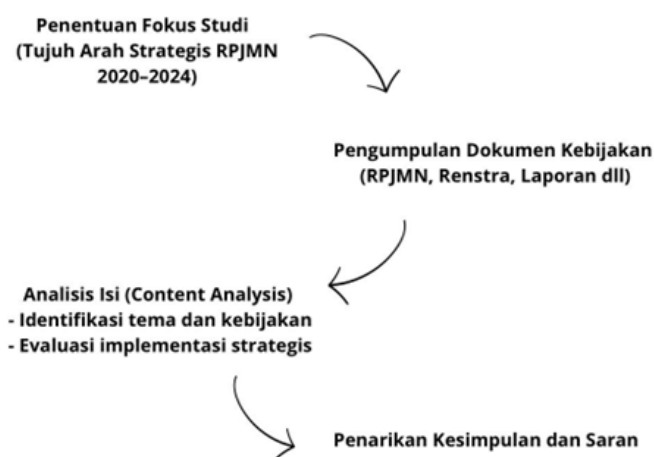 Penentuan Fokus Studi
(Tujuh Arah Strategis RPJMN
2020–2024)
Pengumpulan Dokumen Kebijakan
(RPJMN, Renstra, Laporan dll)
Analisis Isi (Content Analysis)
- Identifikasi tema dan kebijakan
- Evaluasi implementasi strategis
Penarikan Kesimpulan dan Saran